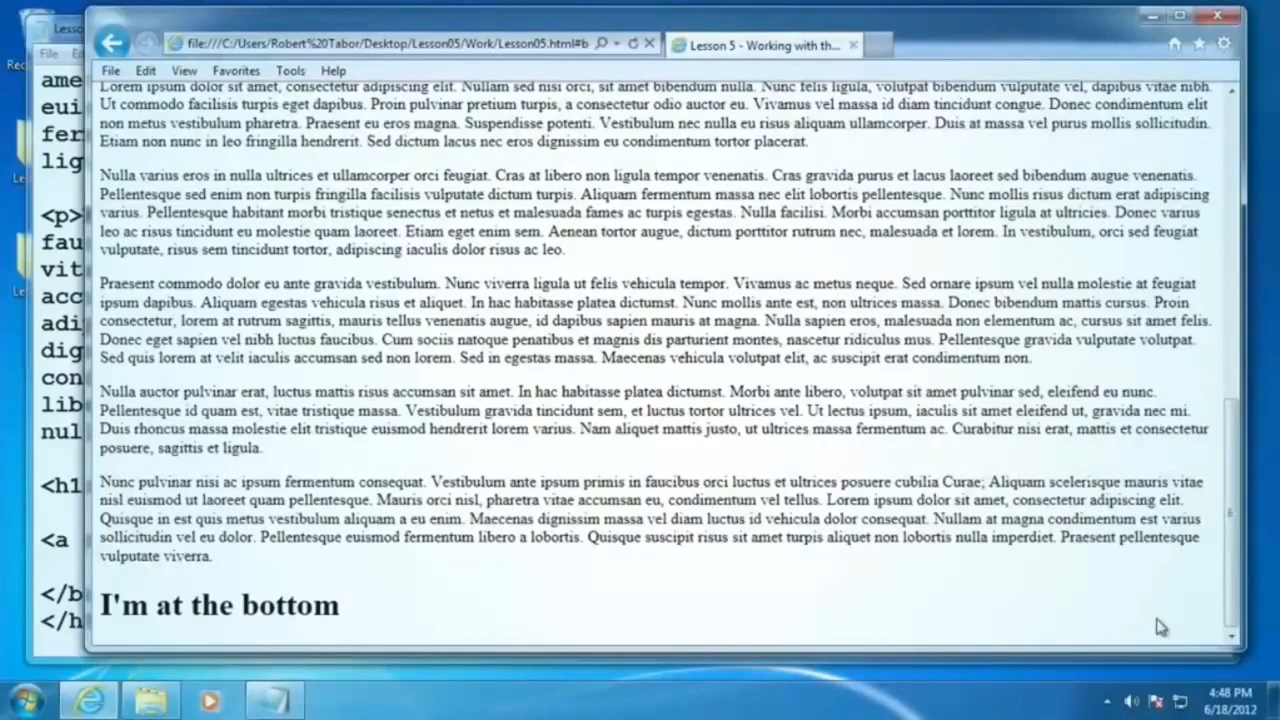 Lesson
file:///C:/Users/Robert%20Tabor/Desktop/Lesson05/Work/Lesson05.html#b
Lesson 5 - Working with th...
File
File Edit View Favorites Tools Help
Lorem ipsum dolor sit amet, consectetur adipiscing elit. Nullam sed nisi orci, sit amet bibendum nulla. Nunc felis ligula, volutpat bibendum vulputate vel, dapibus vitae nibh.
Ut commodo facilisis turpis eget dapibus. Proin pulvinar pretium turpis, a consectetur odio auctor eu. Vivamus vel massa id diam tincidunt congue. Donec condimentum elit
non metus vestibulum pharetra. Praesent eu eros magna. Suspendisse potenti. Vestibulum nec nulla eu risus aliquam ullamcorper. Duis at massa vel purus mollis sollicitudin.
Etiam non nunc in leo fringilla hendrerit. Sed dictum lacus nec eros dignissim eu condimentum tortor placerat.
Nulla varius eros in nulla ultrices et ullamcorper orci feugiat. Cras at libero non ligula tempor venenatis. Cras gravida purus et lacus laoreet sed bibendum augue venenatis.
Pellentesque sed enim non turpis fringilla facilisis vulputate dictum turpis. Aliquam fermentum massa nec elit lobortis pellentesque. Nunc mollis risus dictum erat adipiscing
varius. Pellentesque habitant morbi tristique senectus et netus et malesuada fames ac turpis egestas. Nulla facilisi. Morbi accumsan porttitor ligula at ultricies. Donec varius
leo ac risus tincidunt eu molestie quam laoreet. Etiam eget enim sem. Aenean tortor augue, dictum porttitor rutrum nec, malesuada et lorem. In vestibulum, orci sed feugiat
vulputate, risus sem tincidunt tortor, adipiscing iaculis dolor risus ac leo.
Praesent commodo dolor eu ante gravida vestibulum. Nunc viverra ligula ut felis vehicula tempor. Vivamus ac metus neque. Sed ornare ipsum vel nulla molestie at feugiat
ipsum dapibus. Aliquam egestas vehicula risus et aliquet. In hac habitasse platea dictumst. Nunc mollis ante est, non ultrices massa. Donec bibendum mattis cursus. Proin
consectetur, lorem at rutrum sagittis, mauris tellus venenatis augue, id dapibus sapien mauris at magna. Nulla sapien eros, malesuada non elementum ac, cursus sit amet felis.
Donec eget sapien vel nibh luctus faucibus. Cum sociis natoque penatibus et magnis dis parturient montes, nascetur ridiculus mus. Pellentesque gravida vulputate volutpat.
Sed quis lorem at velit iaculis accumsan sed non lorem. Sed in egestas massa. Maecenas vehicula volutpat elit, ac suscipit erat condimentum non.
Nulla auctor pulvinar erat, luctus mattis risus accumsan sit amet. In hac habitasse platea dictumst. Morbi ante libero, volutpat sit amet pulvinar sed, eleifend eu nunc.
Pellentesque id quam est, vitae tristique massa. Vestibulum gravida tincidunt sem, et luctus tortor ultrices vel. Ut lectus ipsum, iaculis sit amet eleifend ut, gravida nec mi.
Duis rhoncus massa molestie elit tristique euismod hendrerit lorem varius. Nam aliquet mattis justo, ut ultrices massa fermentum ac. Curabitur nisi erat, mattis et consectetur
posuere, sagittis et ligula.
Nunc pulvinar nisi ac ipsum fermentum consequat. Vestibulum ante ipsum primis in faucibus orci luctus et ultrices posuere cubilia Curae; Aliquam scelerisque mauris vitae
nisl euismod ut laoreet quam pellentesque. Mauris orci nisl, pharetra vitae accumsan eu, condimentum vel tellus. Lorem ipsum dolor sit amet, consectetur adipiscing elit.
Quisque in est quis metus vestibulum aliquam a eu enim. Maecenas dignissim massa vel diam luctus id vehicula dolor consequat. Nullam at magna condimentum est varius
sollicitudin vel eu dolor. Pellentesque euismod fermentum libero a lobortis. Quisque suscipit risus sit amet turpis aliquet non lobortis nulla imperdiet. Praesent pellentesque
vulputate viverra.
I'm at the bottom
ame
eui
fer
lig
<p>
fau
vit
acc
adi
dig
con
lib
nul
<h1
<a
</b
</h
4:48 PM
6/18/2012